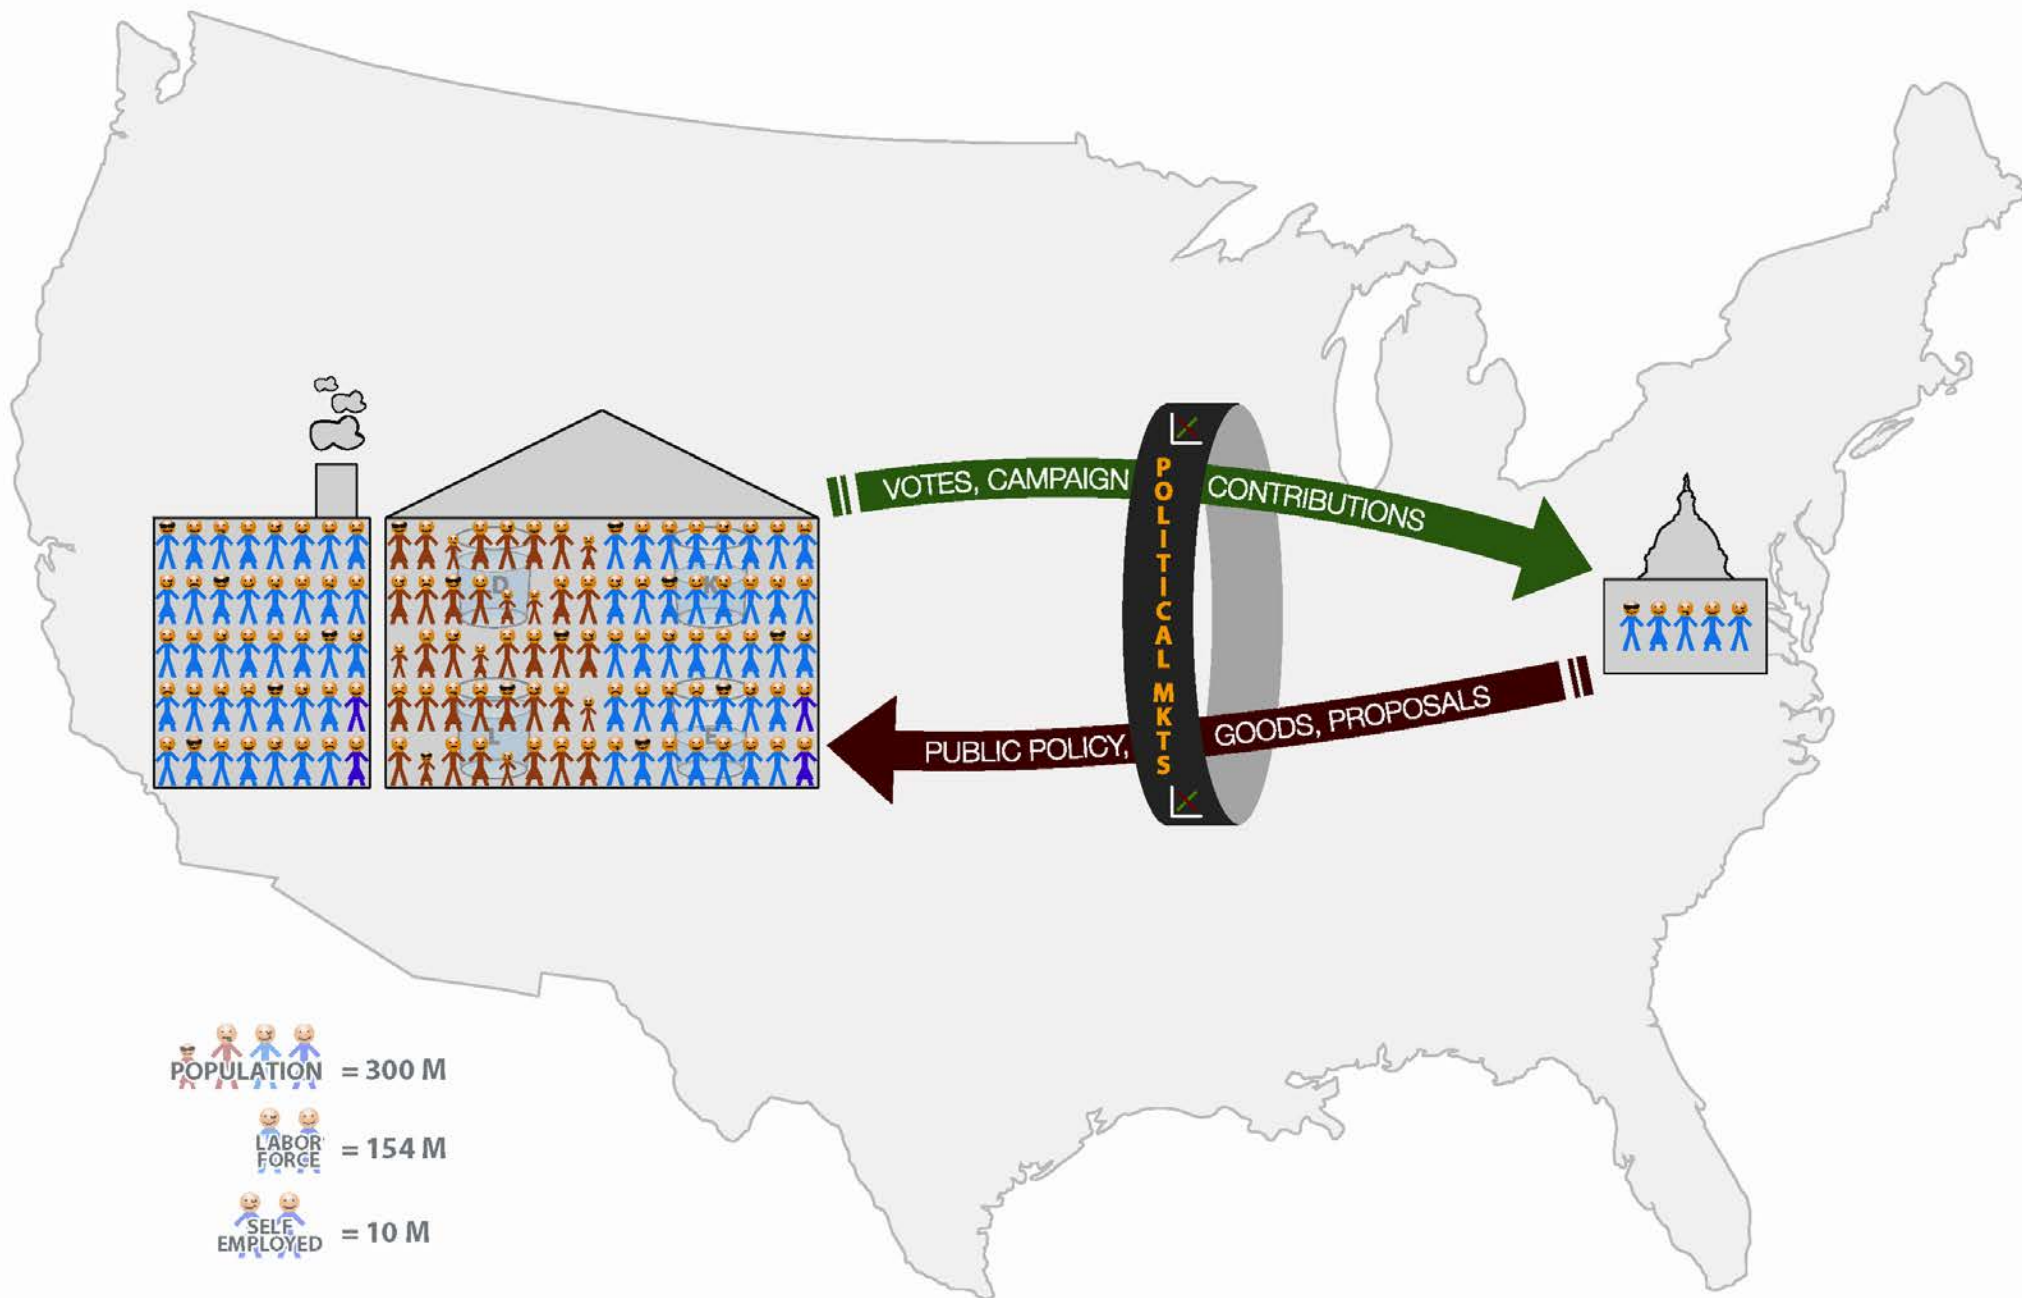 VOTES, CAMPAIGN CONTRIBUTIONS
POLITICAL MKTS
D
K
L
E
PUBLIC POLICY, GOODS, PROPOSALS
POPULATION = 300 M
LABOR FORCE = 154 M
SELF EMPLOYED = 10 M